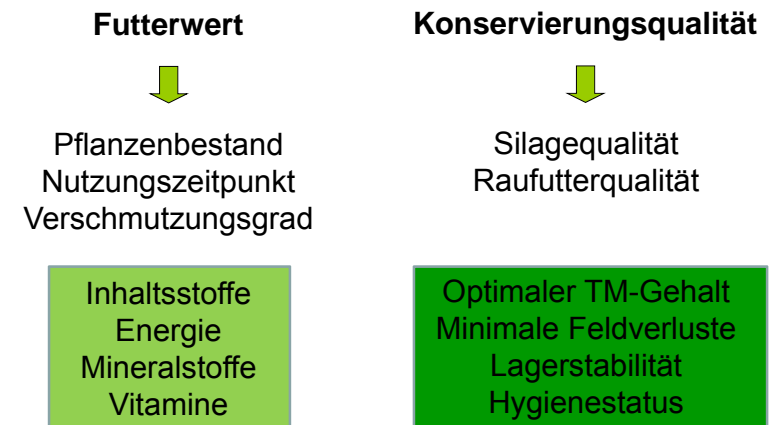 Futterwert
Pflanzenbestand
Nutzungszeitpunkt
Verschmutzungsgrad
Inhaltsstoffe
Energie
Mineralstoffe
Vitamine
Konservierungsqualität
Silagequalität
Raufutterqualität
Optimaler TM-Gehalt
Minimale Feldverluste
Lagerstabilität
Hygienestatus